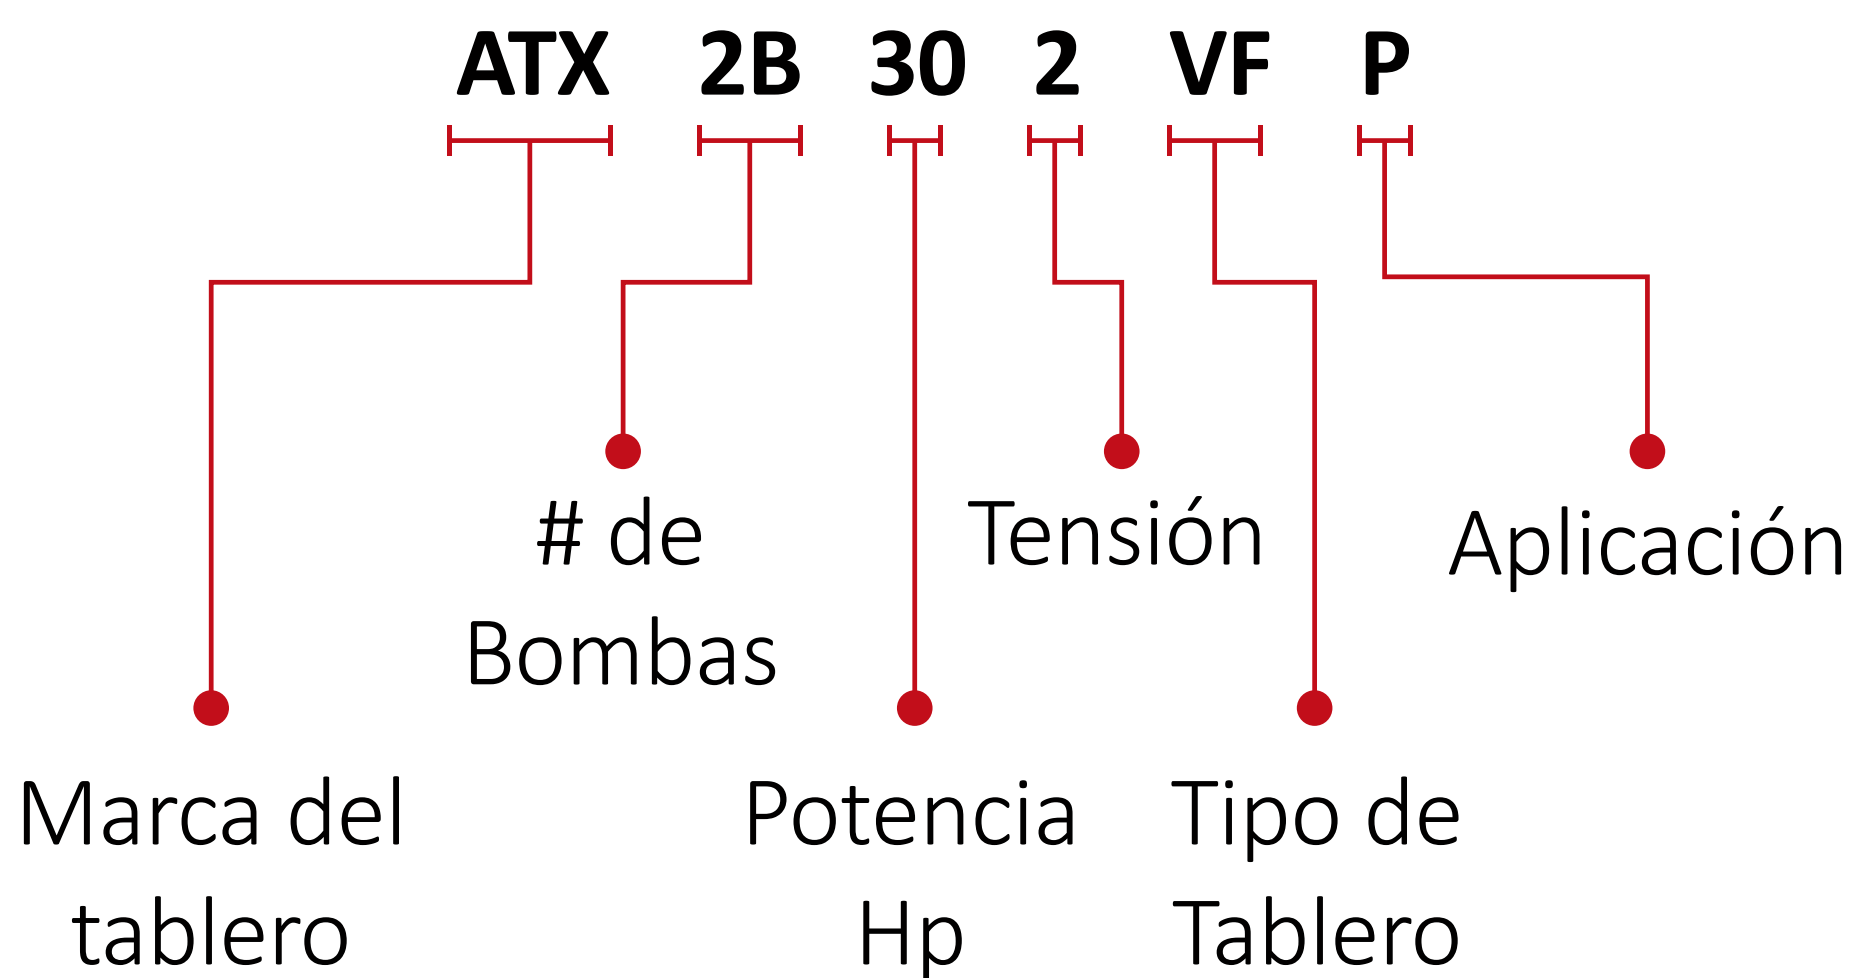 ATX 2B 30 2 VF P
# de
Bombas
Tensión
Aplicación
Marca del
tablero
Potencia
Hp
Tipo de
Tablero